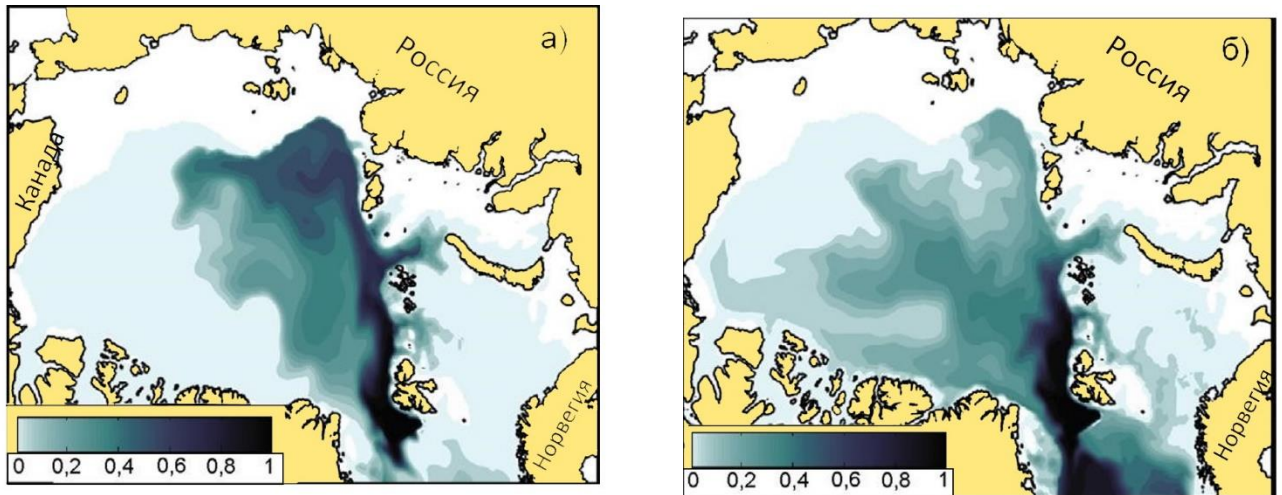 а)
Россия
Канада
Норвегия
0 0,2 0,4 0,6 0,8 1
б)
Россия
Норвегия
0 0,2 0,4 0,6 0,8 1